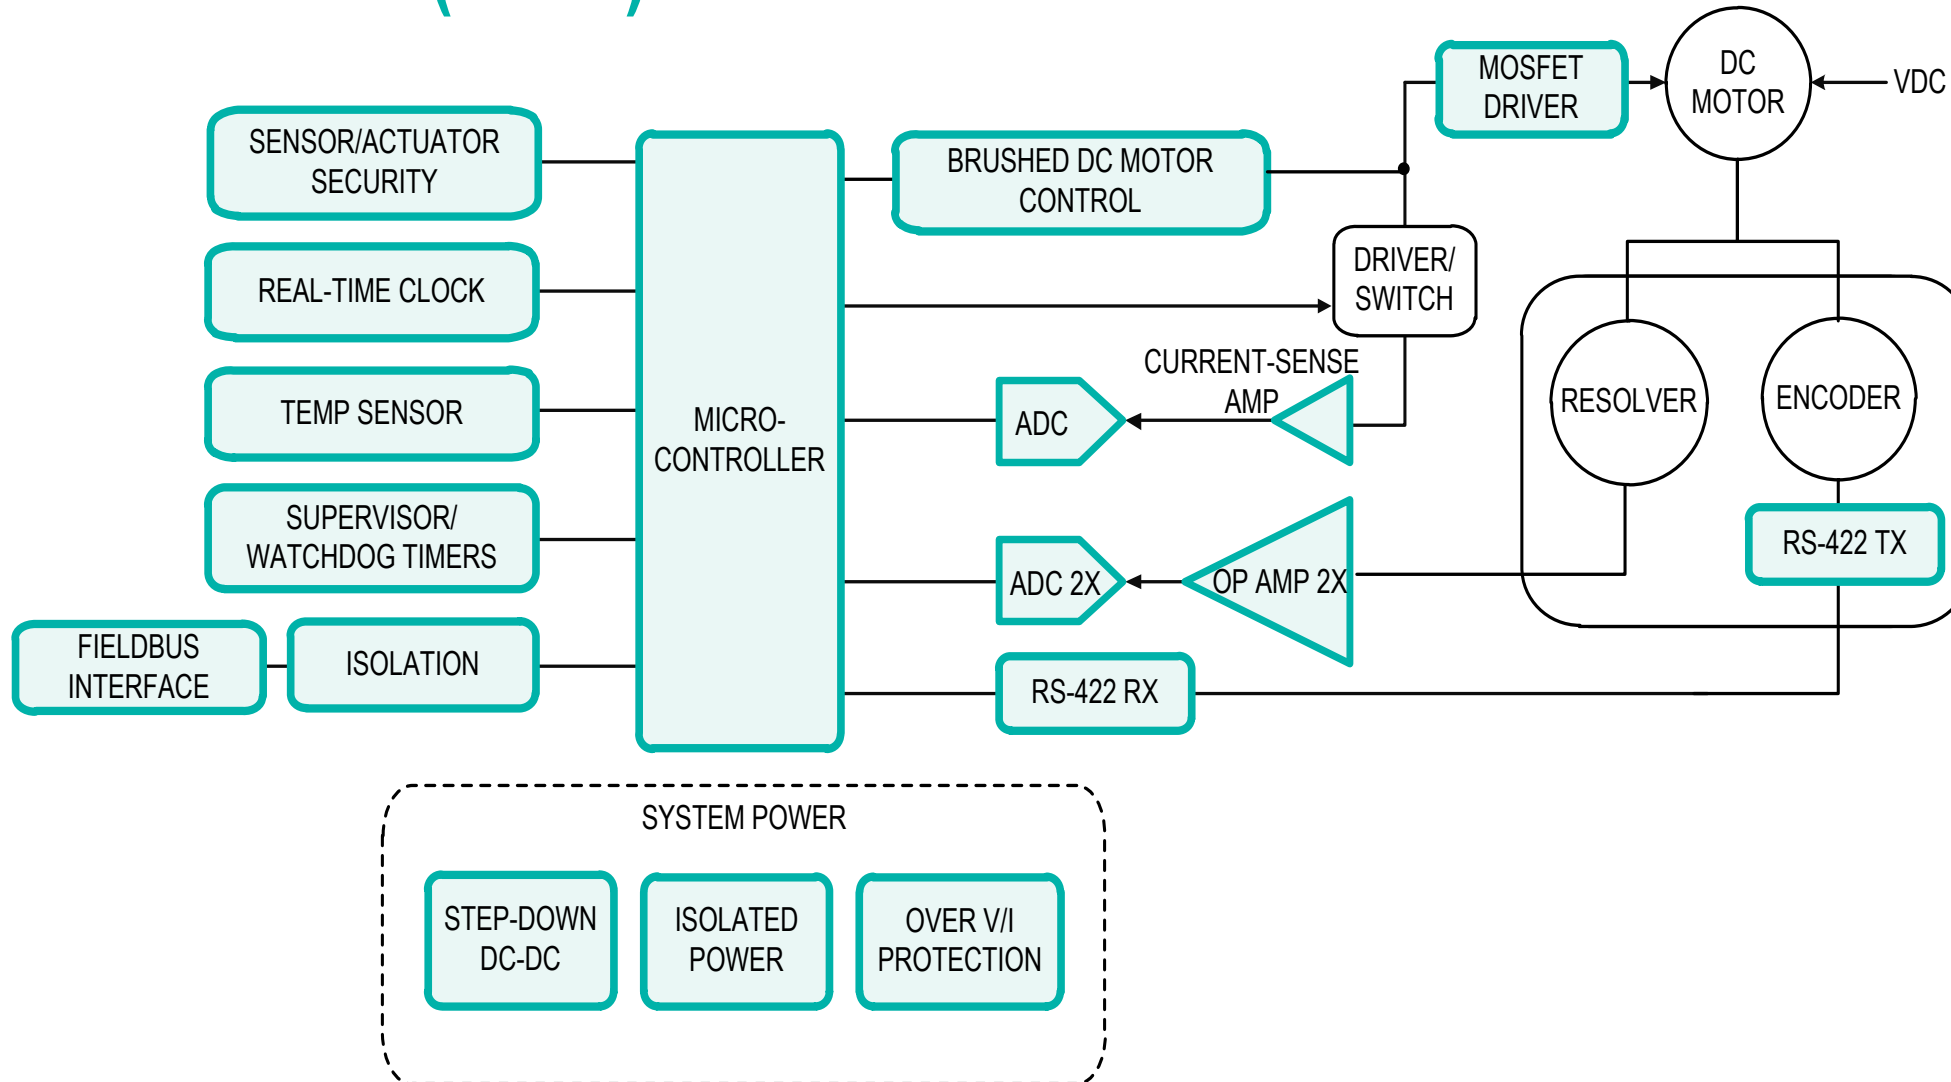 MOSFET
DRIVER
DC
MOTOR
VDC
SENSOR/ACTUATOR
SECURITY
BRUSHED DC MOTOR
CONTROL
REAL-TIME CLOCK
DRIVER/
SWITCH
TEMP SENSOR
MICRO-
CONTROLLER
ADC
CURRENT-SENSE
AMP
RESOLVER
ENCODER
SUPERVISOR/
WATCHDOG TIMERS
ADC 2X
OP AMP 2X
RS-422 TX
FIELDBUS
INTERFACE
ISOLATION
RS-422 RX
SYSTEM POWER
STEP-DOWN
DC-DC
ISOLATED
POWER
OVER V/I
PROTECTION